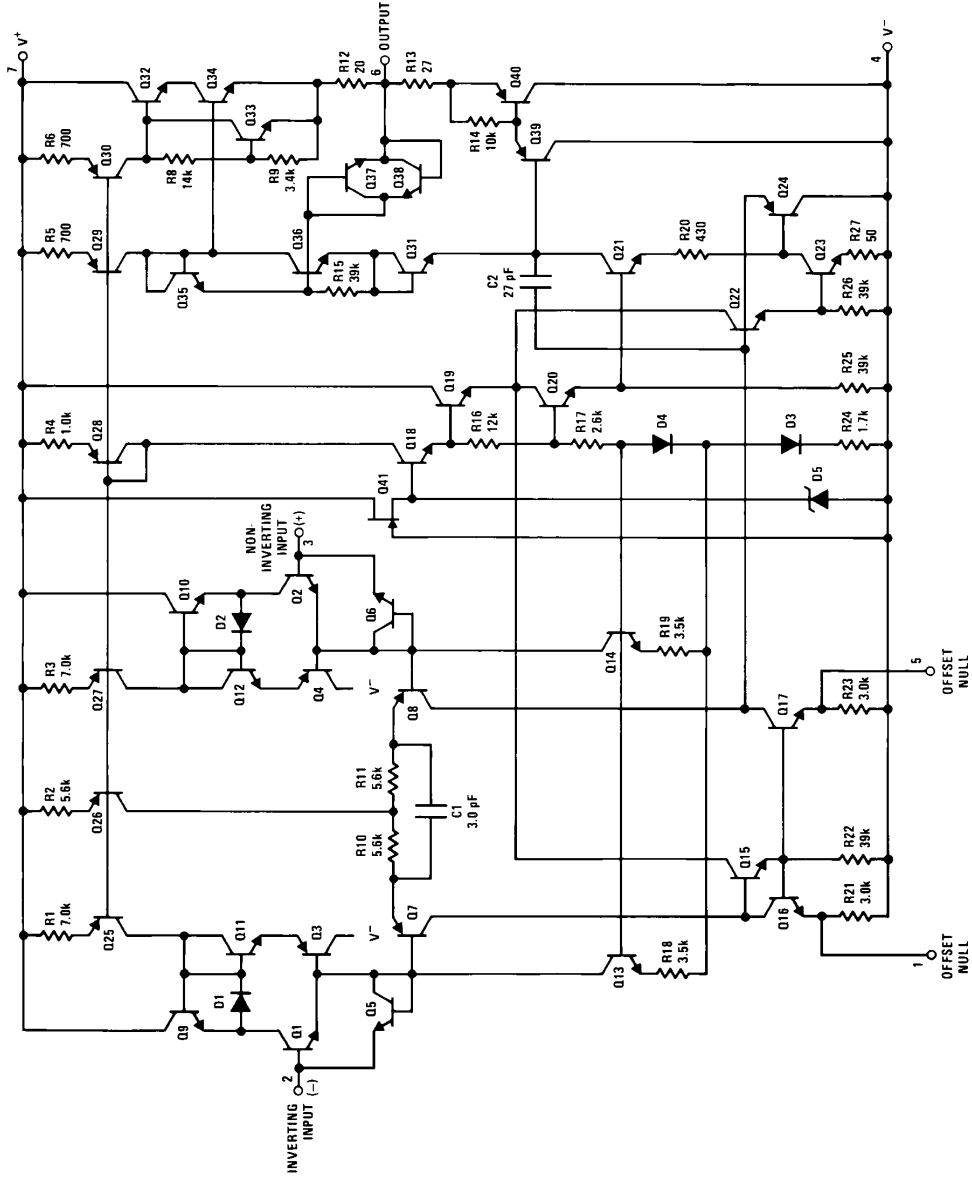 7 V+
R1
7.0k
Q25
R2
5.6k
Q26
R3
7.0k
Q27
R4
1.0k
Q28
R5
700
Q29
R6
700
Q30
Q32
Q34
Q33
R8
14k
R9
3.4k
R12
20
6 OUTPUT
R13
27
Q9
D1
Q11
Q1
Q3
V−
INVERTING
INPUT
2
(−)
Q5
Q7
Q10
D2
Q12
Q2
Q4
V−
NON-
INVERTING
INPUT
3
(+)
Q6
Q8
R10
5.6k
R11
5.6k
C1
3.0 pF
Q41
Q18
Q19
R16
12k
Q20
R17
2.6k
D4
D3
R24
1.7k
D5
Q35
Q36
R15
39k
Q31
Q37
Q38
R14
10k
Q40
Q39
C2
27 pF
Q21
R20
430
Q22
Q24
Q23
R27
50
R26
39k
R25
39k
Q13
R18
3.5k
Q14
R19
3.5k
Q15
Q16
Q17
R21
3.0k
R22
39k
R23
3.0k
1
OFFSET
NULL
5
OFFSET
NULL
4 V−